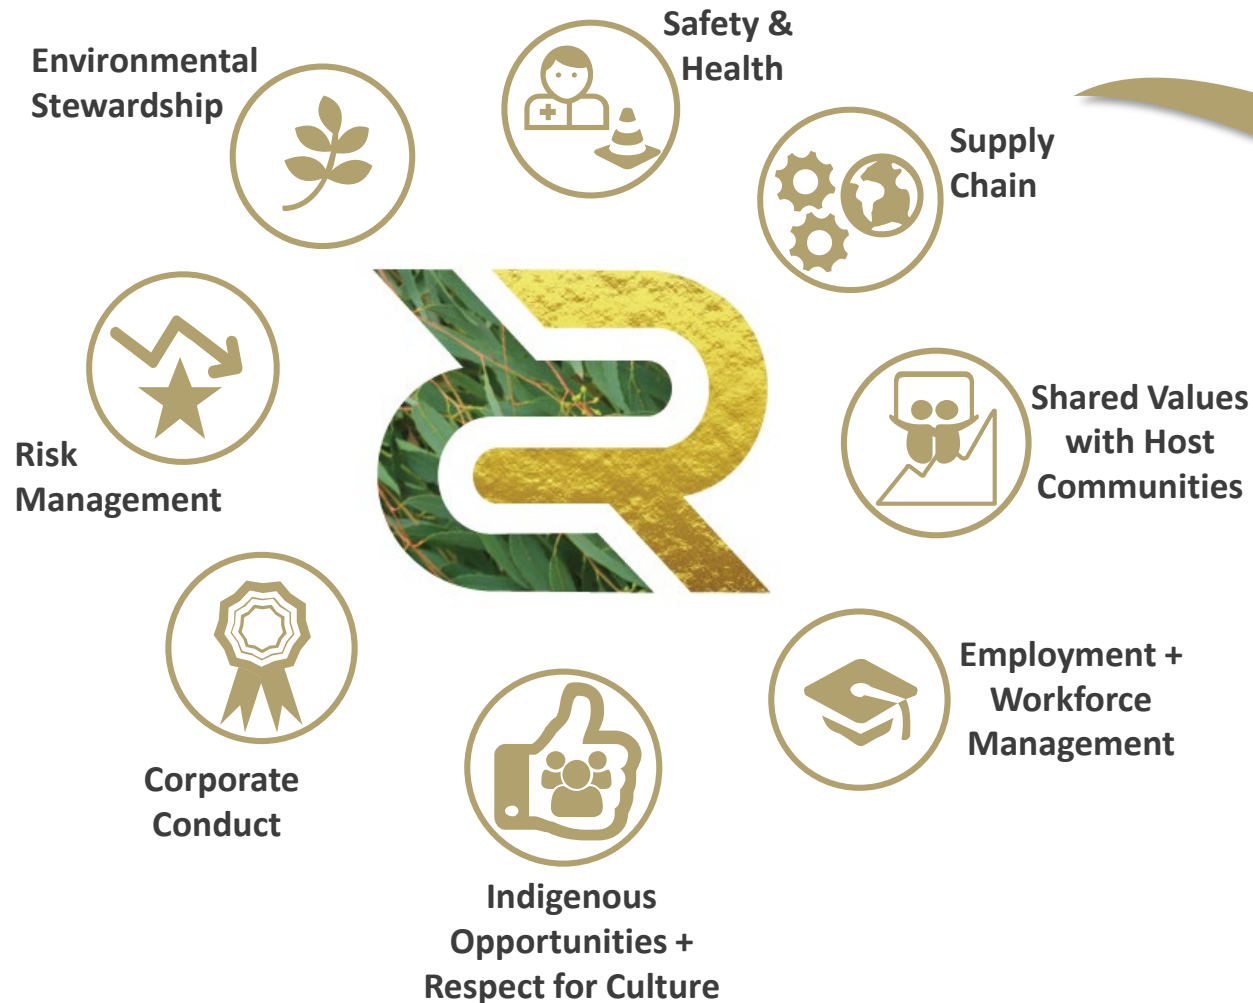 Safety &
Health
Environmental
Stewardship
Supply
Chain
Shared Values
with Host
Communities
Risk
Management
Employment +
Workforce
Management
Corporate
Conduct
Indigenous
Opportunities +
Respect for Culture